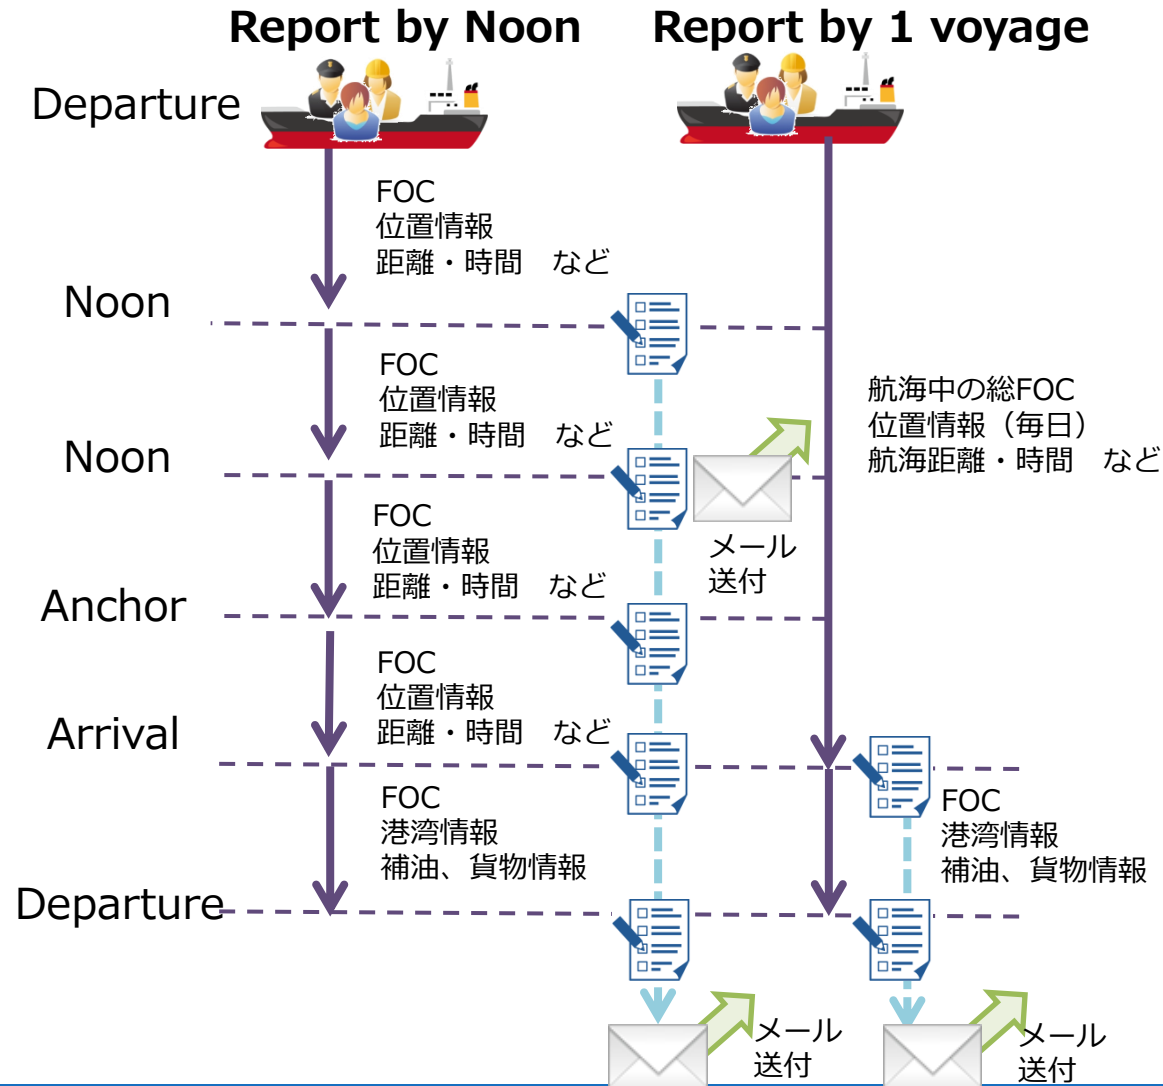 Report by Noon
Report by 1 voyage
Departure
FOC
位置情報
距離・時間　など
Noon
FOC
位置情報
距離・時間　など
航海中の総FOC
位置情報（毎日）
航海距離・時間　など
Noon
メール
送付
FOC
位置情報
距離・時間　など
Anchor
FOC
位置情報
距離・時間　など
Arrival
FOC
港湾情報
補油、貨物情報
FOC
港湾情報
補油、貨物情報
Departure
メール
送付
メール
送付